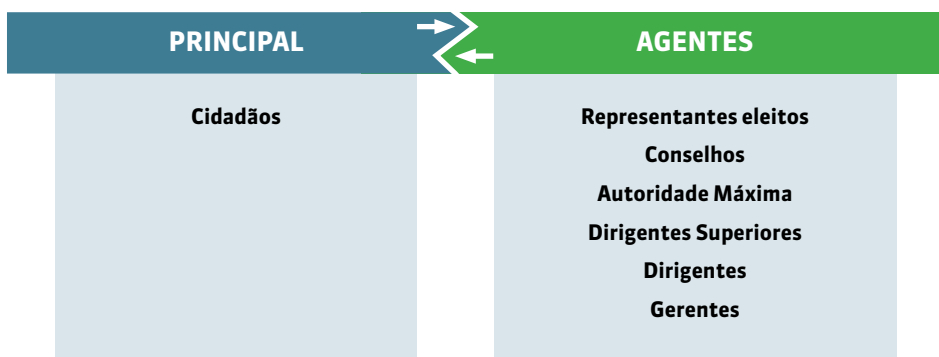 PRINCIPAL
AGENTES
Cidadãos
Representantes eleitos
Conselhos
Autoridade Máxima
Dirigentes Superiores
Dirigentes
Gerentes